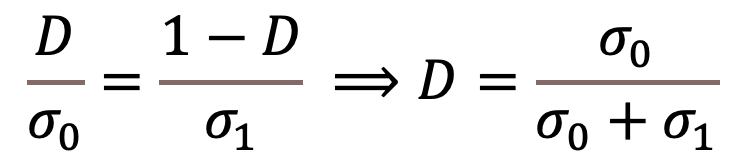 D/σ₀ = (1 − D)/σ₁ ⟹ D = σ₀/(σ₀ + σ₁)